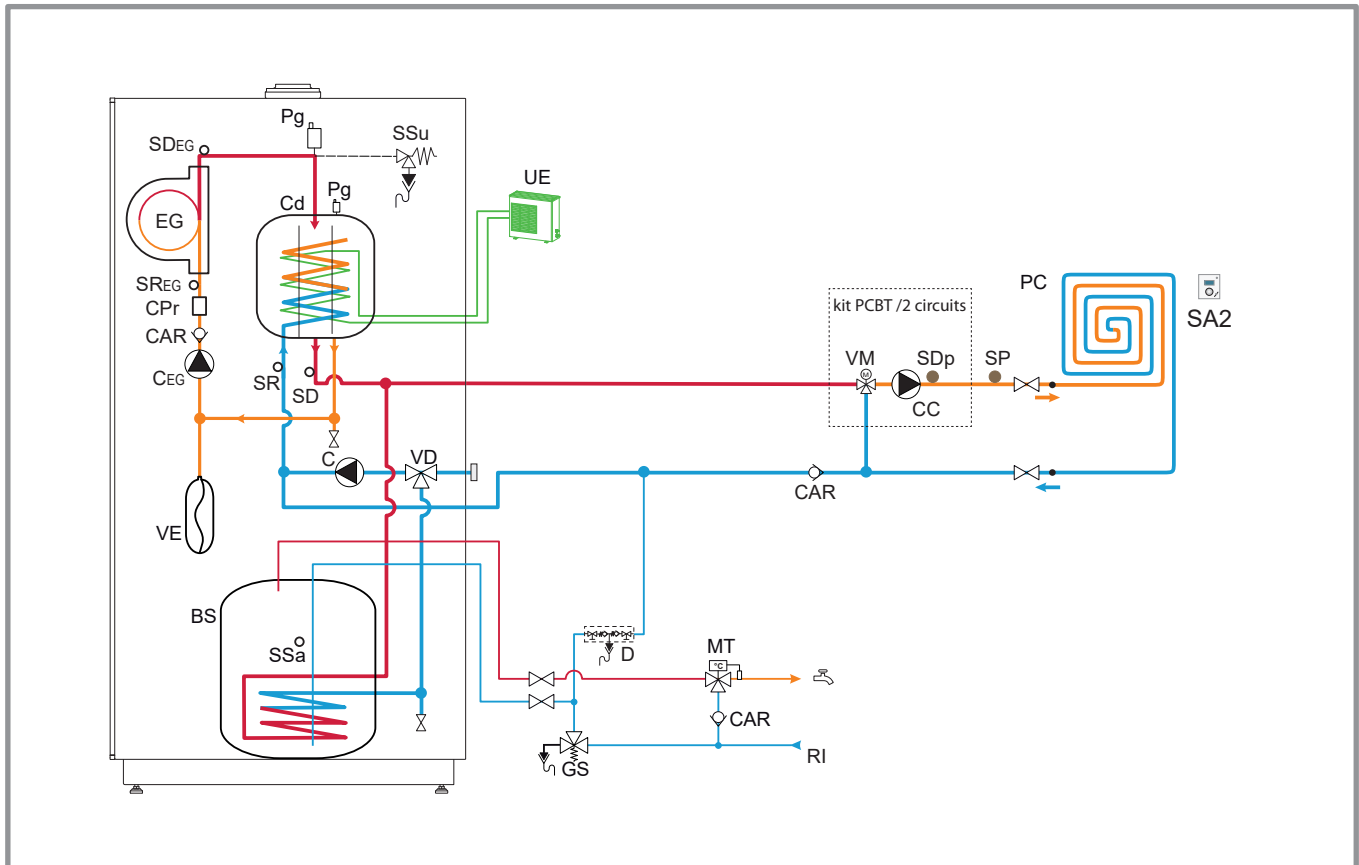 Pg
SDEG
SSu
UE
Pg
Cd
EG
SREG
CPr
CAR
CEG
SR
SD
C
VD
VE
kit PCBT /2 circuits
VM
M
SDp
SP
CC
PC
SA2
CAR
BS
SSa
D
MT
°C
CAR
GS
RI